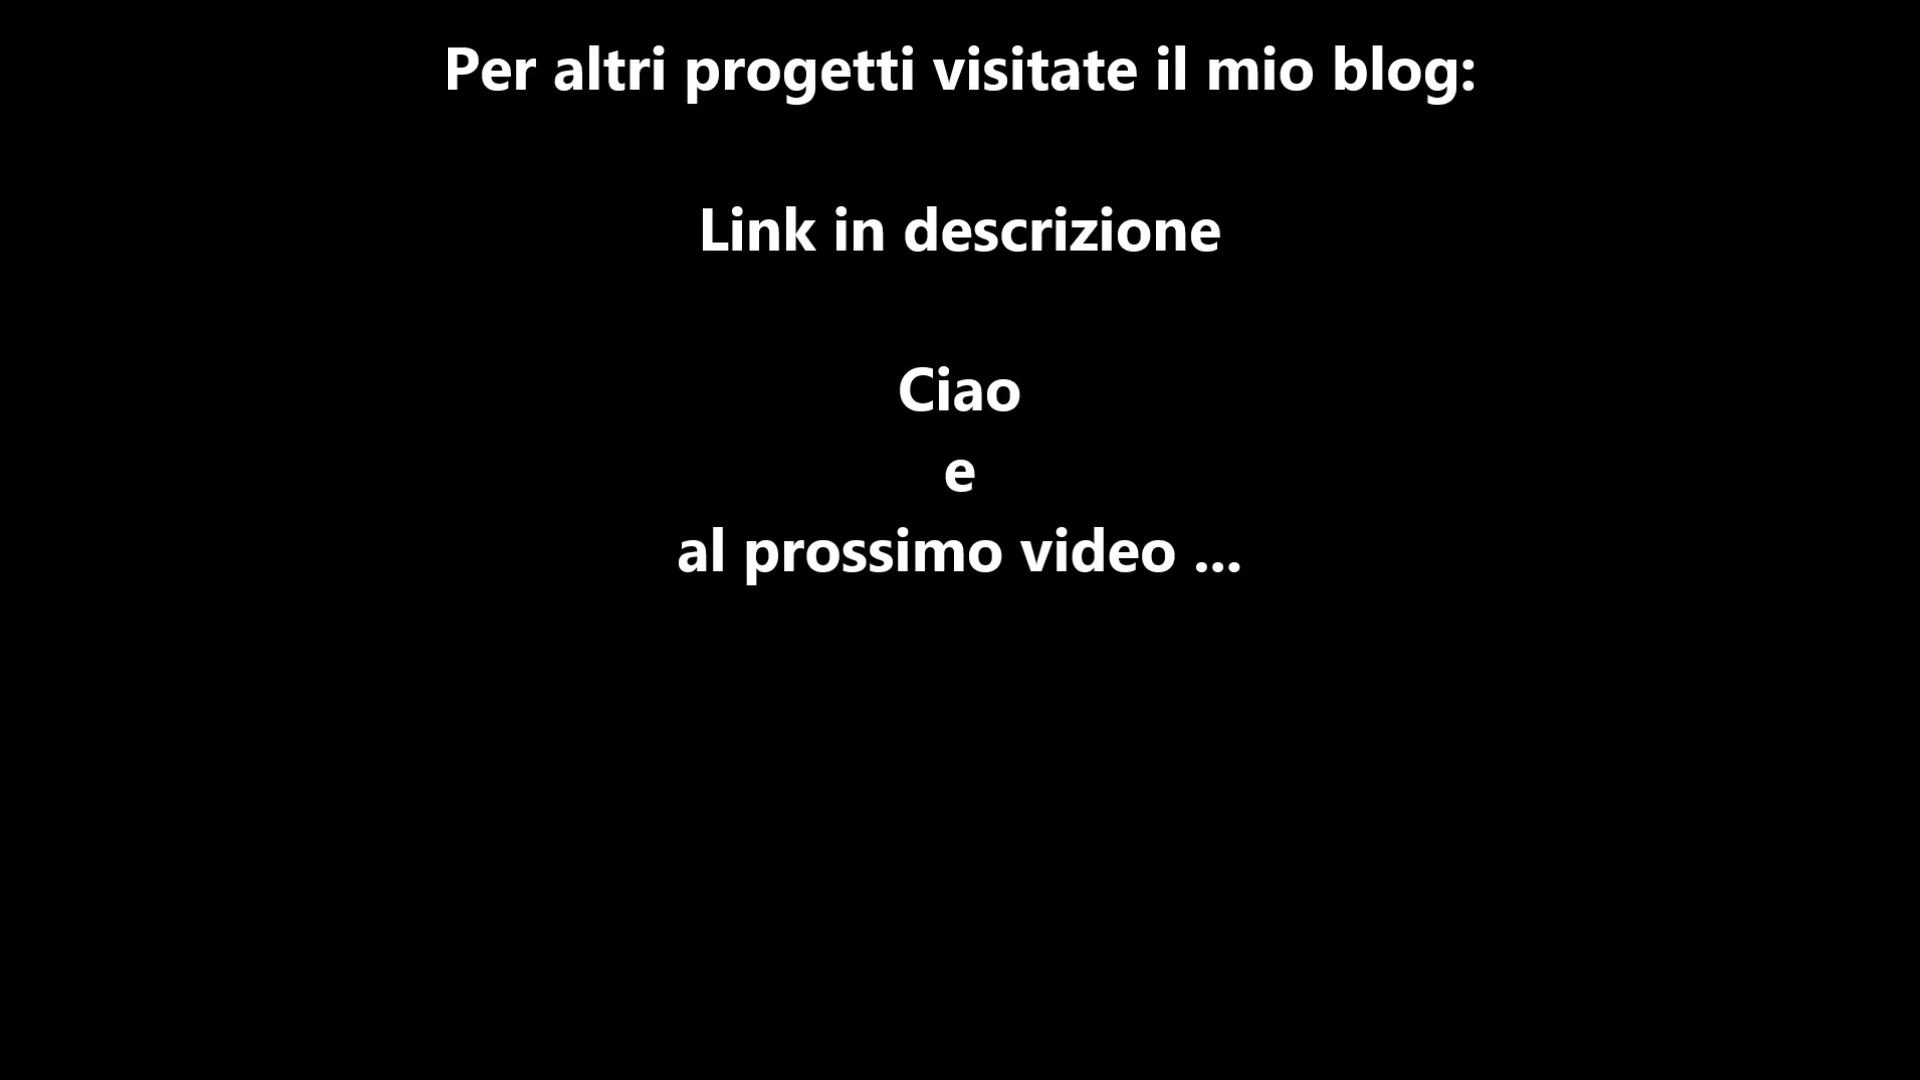 Per altri progetti visitate il mio blog:
Link in descrizione
Ciao
e
al prossimo video ...